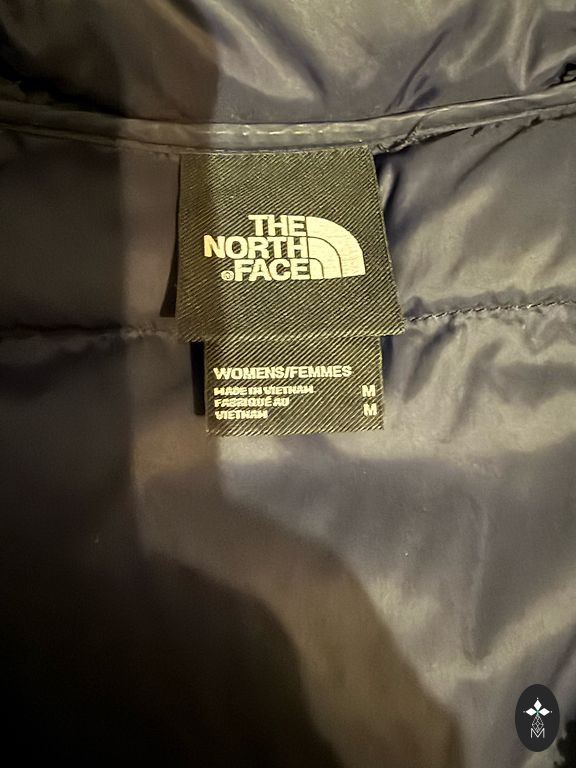 THE
NORTH
FACE
WOMENS/FEMMES
MADE IN VIETNAM M
FABRIQUÉ AU M
VIETNAM
M